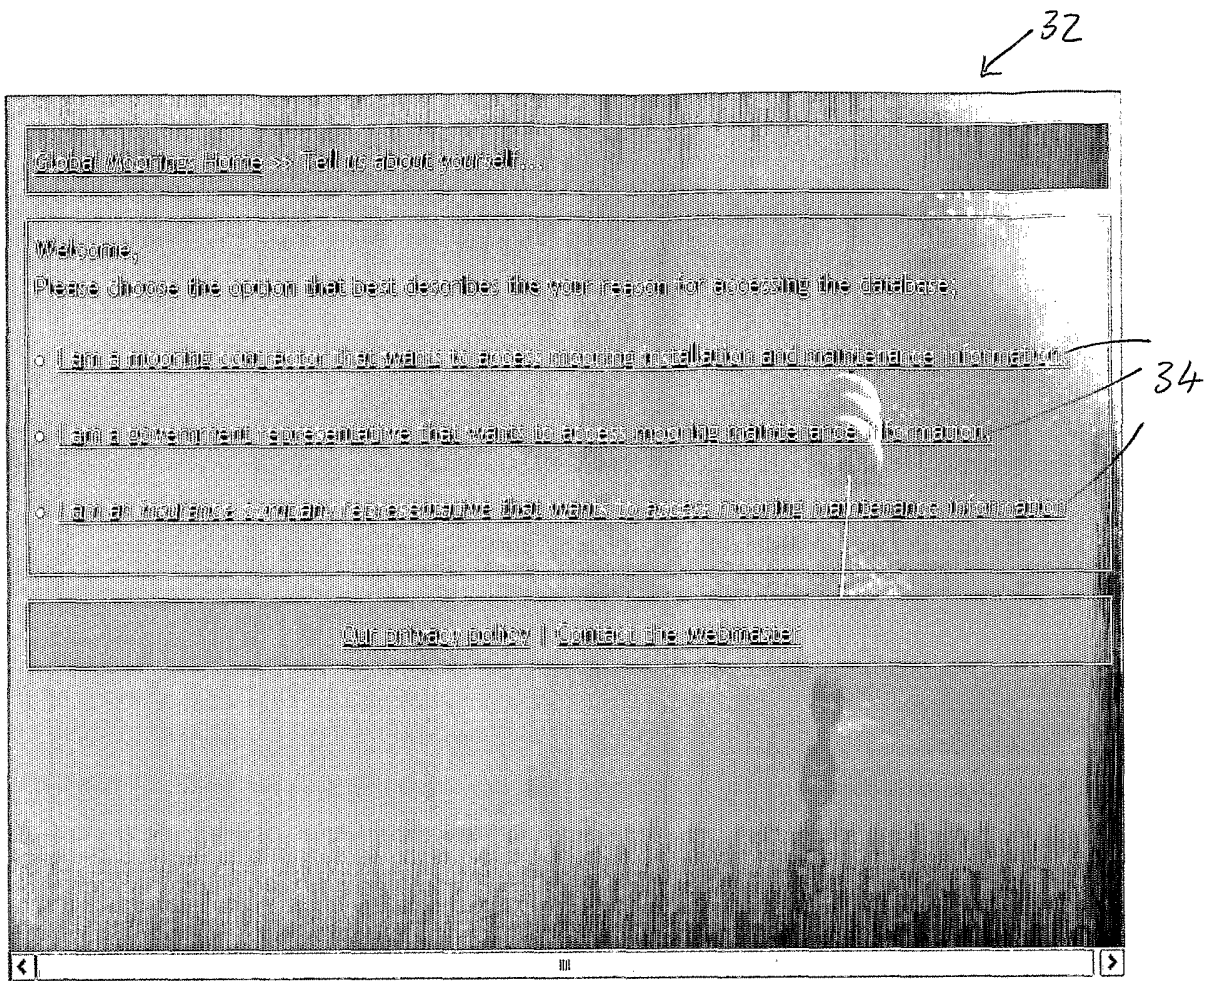 32
Global Moorings Home >> Tell us about yourself...
Welcome,
Please choose the option that best describes the your reason for accessing the database;
I am a mooring contractor that wants to access mooring installation and maintenance information.
I am a government representative that wants to access mooring maintenance information.
34
I am an insurance company representative that wants to access mooring maintenance information
Our privacy policy | Contact the webmaster